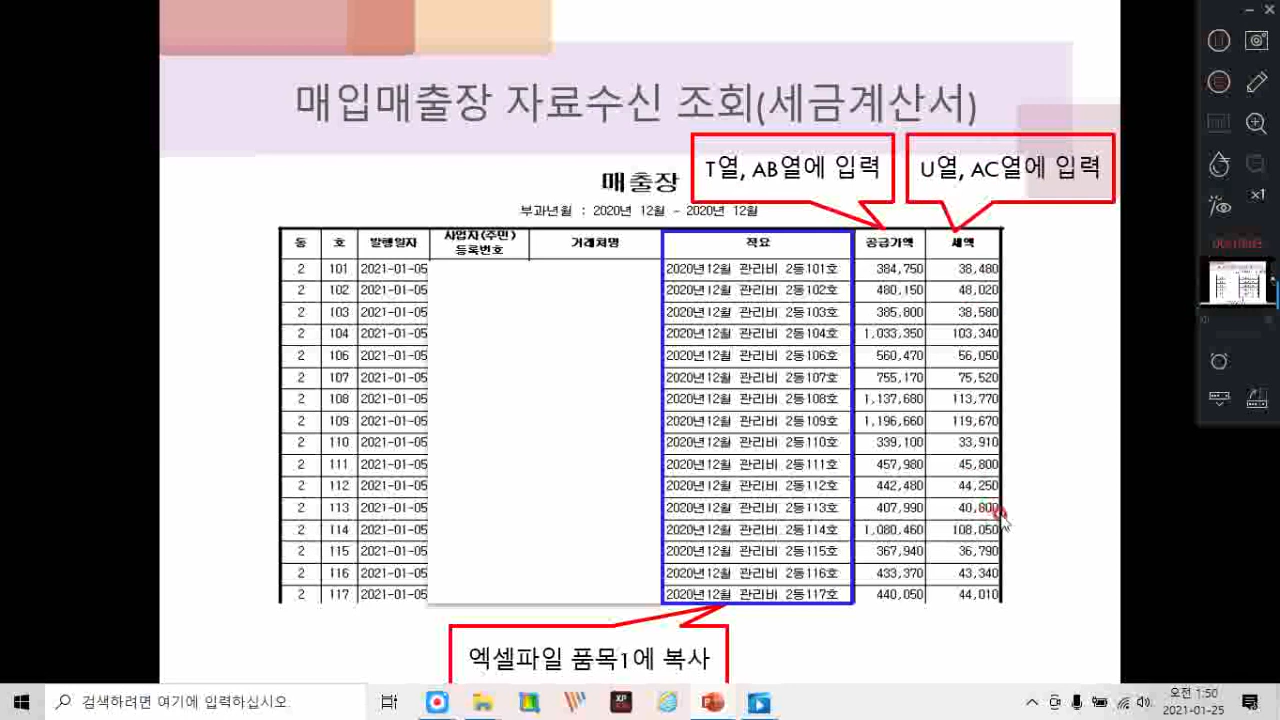 매입매출장 자료수신 조회(세금계산서)
T열, AB열에 입력
U열, AC열에 입력
매출장
부과년월 : 2020년 12월 - 2020년 12월
동 호 발행일자 사업자(주민)등록번호 거래처명 적요 공급가액 세액
2 101 2021-01-05 2020년12월 관리비 2동101호 384,750 38,480
2 102 2021-01-05 2020년12월 관리비 2동102호 480,150 48,020
2 103 2021-01-05 2020년12월 관리비 2동103호 385,800 38,580
2 104 2021-01-05 2020년12월 관리비 2동104호 1,033,350 103,340
2 106 2021-01-05 2020년12월 관리비 2동106호 560,470 56,050
2 107 2021-01-05 2020년12월 관리비 2동107호 755,170 75,520
2 108 2021-01-05 2020년12월 관리비 2동108호 1,137,680 113,770
2 109 2021-01-05 2020년12월 관리비 2동109호 1,196,660 119,670
2 110 2021-01-05 2020년12월 관리비 2동110호 339,100 33,910
2 111 2021-01-05 2020년12월 관리비 2동111호 457,980 45,800
2 112 2021-01-05 2020년12월 관리비 2동112호 442,480 44,250
2 113 2021-01-05 2020년12월 관리비 2동113호 407,990 40,800
2 114 2021-01-05 2020년12월 관리비 2동114호 1,080,460 108,050
2 115 2021-01-05 2020년12월 관리비 2동115호 367,940 36,790
2 116 2021-01-05 2020년12월 관리비 2동116호 433,370 43,340
2 117 2021-01-05 2020년12월 관리비 2동117호 440,050 44,010
엑셀파일 품목1에 복사
검색하려면 여기에 입력하십시오.
오전 1:50
2021-01-25